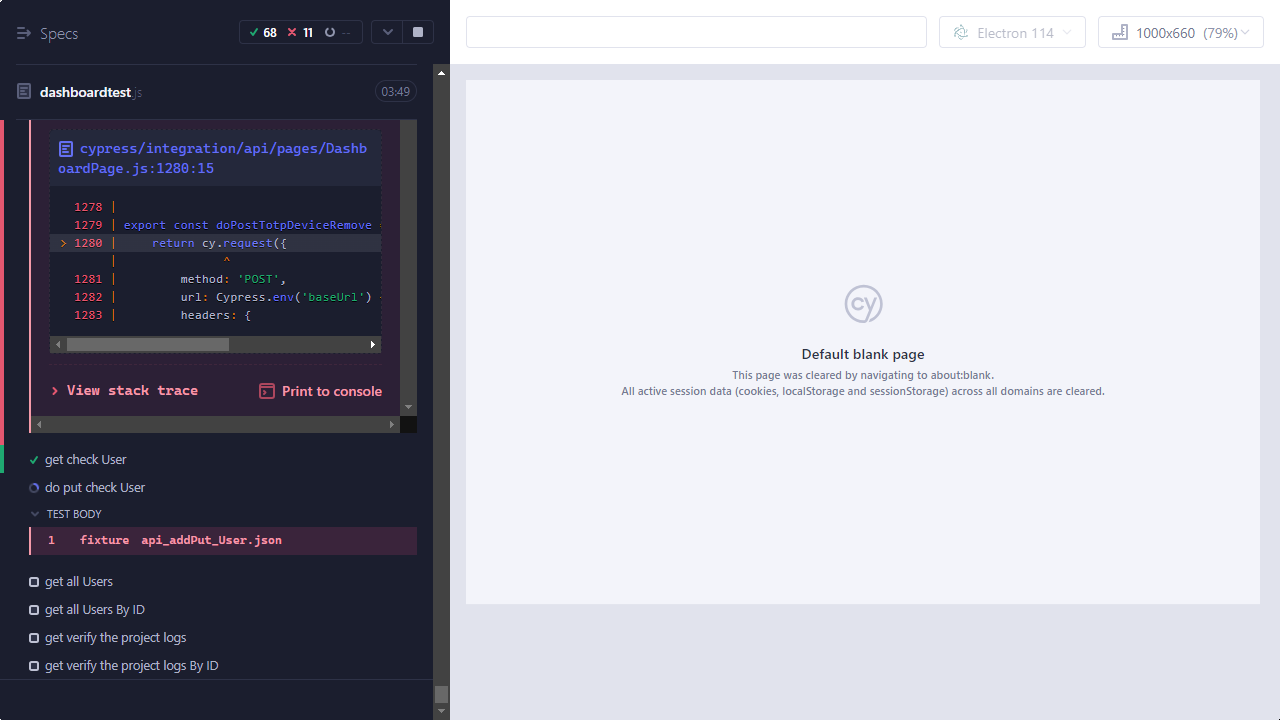 Specs
68 11 --
Electron 114
1000x660 (79%)
dashboardtest.js
03:49
cypress/integration/api/pages/Dashb
oardPage.js:1280:15
1278 |
1279 | export const doPostTotpDeviceRemove
> 1280 | return cy.request({
| ^
1281 | method: 'POST',
1282 | url: Cypress.env('baseUrl')
1283 | headers: {
View stack trace
Print to console
get check User
do put check User
TEST BODY
1 fixture api_addPut_User.json
get all Users
get all Users By ID
get verify the project logs
get verify the project logs By ID
cy
Default blank page
This page was cleared by navigating to about:blank.
All active session data (cookies, localStorage and sessionStorage) across all domains are cleared.